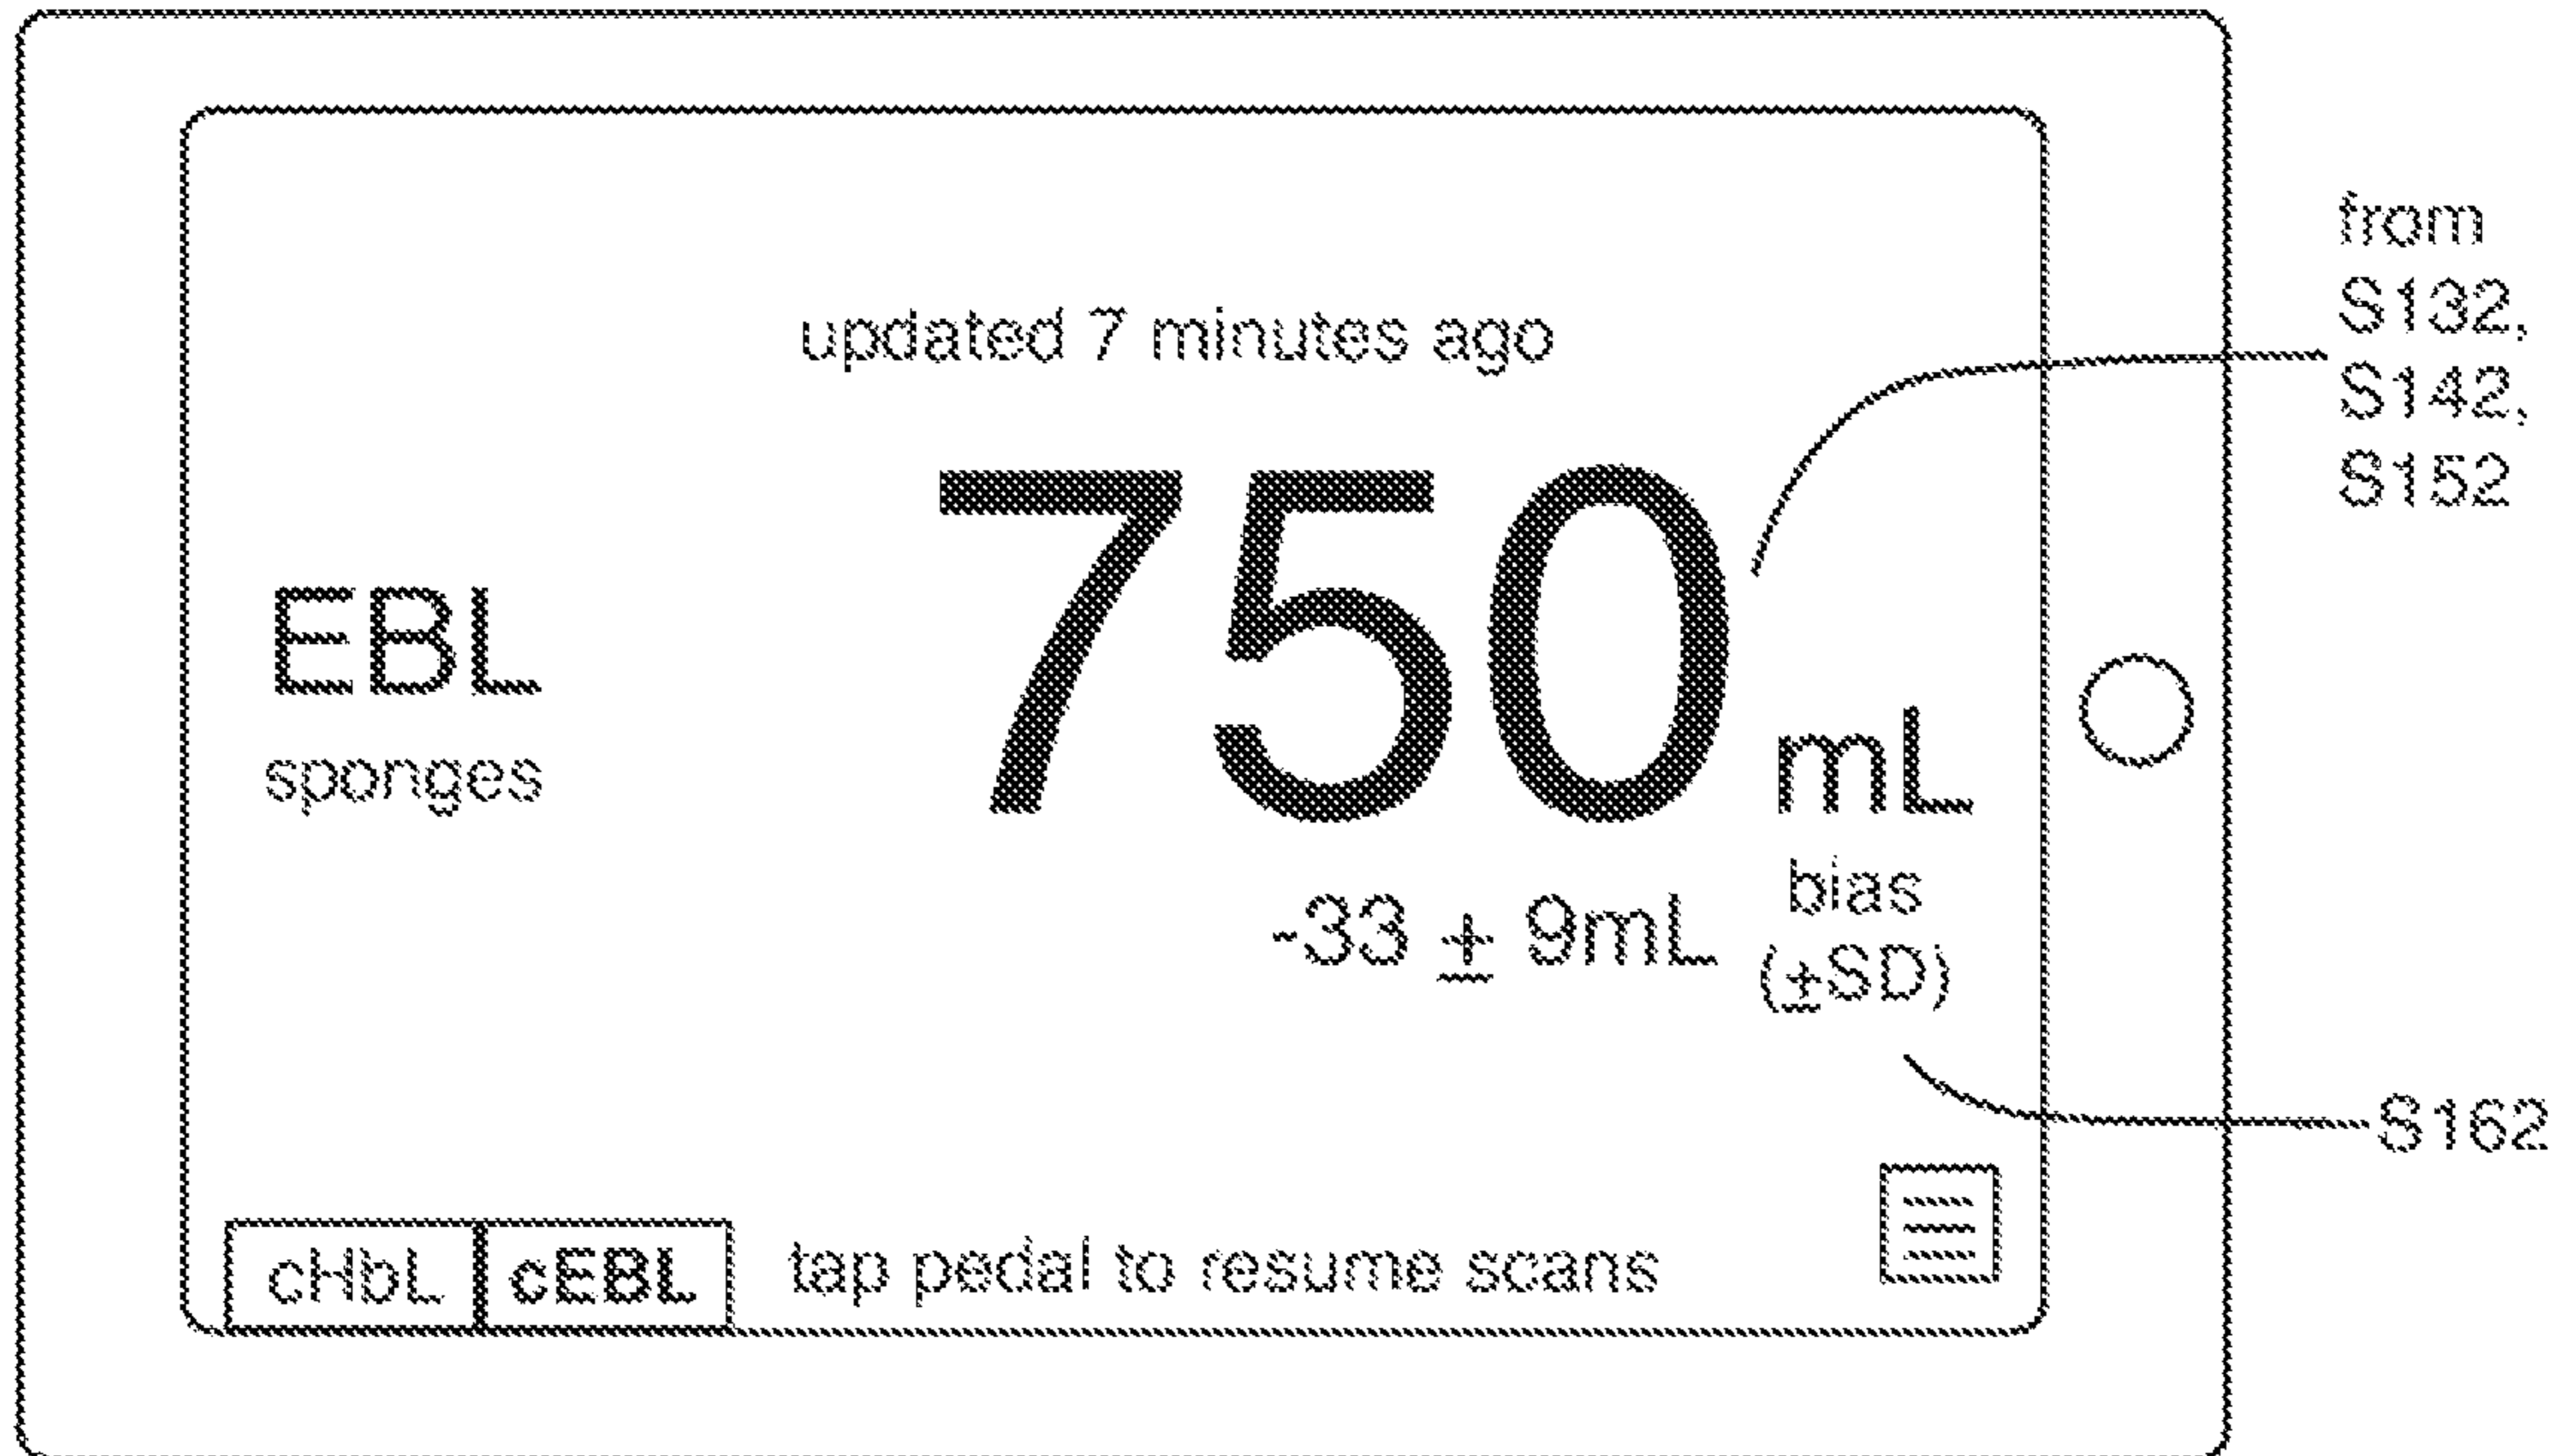 updated 7 minutes ago
EBL
sponges
750 mL
-33 ± 9mL
bias
(±SD)
cHbL
cEBL
tap pedal to resume scans
from
S132,
S142,
S152
S162